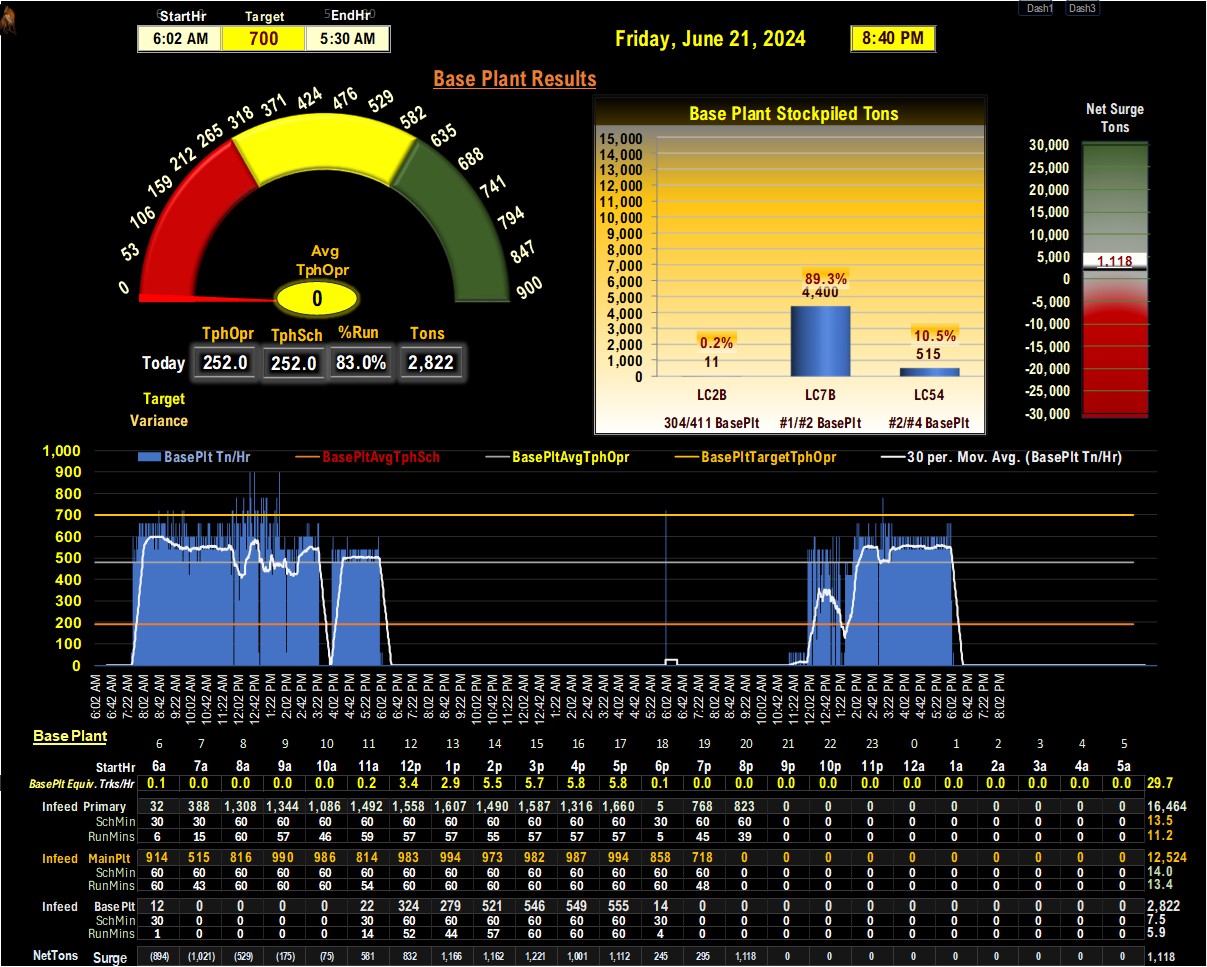 Dash1 Dash3
StartHr Target EndHr
6:02 AM 700 5:30 AM
Friday, June 21, 2024 8:40 PM
Base Plant Results
0 53 106 159 212 265 318 371 424 476 529 582 635 688 741 794 847 900
Avg
TphOpr
0
TphOpr TphSch %Run Tons
Today 252.0 252.0 83.0% 2,822
Target
Variance
Base Plant Stockpiled Tons
15,000
14,000
13,000
12,000
11,000
10,000
9,000
8,000
7,000
6,000
5,000
4,000
3,000
2,000
1,000
0
0.2%
11
89.3%
4,400
10.5%
515
LC2B LC7B LC54
304/411 BasePlt #1/#2 BasePlt #2/#4 BasePlt
Net Surge
Tons
30,000
25,000
20,000
15,000
10,000
5,000
0
-5,000
-10,000
-15,000
-20,000
-25,000
-30,000
1,118
BasePlt Tn/Hr BasePltAvgTphSch BasePltAvgTphOpr BasePltTargetTphOpr 30 per. Mov. Avg. (BasePlt Tn/Hr)
1,000
900
800
700
600
500
400
300
200
100
0
6:02 AM 6:42 AM 7:22 AM 8:02 AM 8:42 AM 9:22 AM 10:02 AM 10:42 AM 11:22 AM 12:02 PM 12:42 PM 1:22 PM 2:02 PM 2:42 PM 3:22 PM 4:02 PM 4:42 PM 5:22 PM 6:02 PM 6:42 PM 7:22 PM 8:02 PM 8:42 PM 9:22 PM 10:02 PM 10:42 PM 11:22 PM 12:02 AM 12:42 AM 1:22 AM 2:02 AM 2:42 AM 3:22 AM 4:02 AM 4:42 AM 5:22 AM 6:02 AM 6:42 AM 7:22 AM 8:02 AM 8:42 AM 9:22 AM 10:02 AM 10:42 AM 11:22 AM 12:02 PM 12:42 PM 1:22 PM 2:02 PM 2:42 PM 3:22 PM 4:02 PM 4:42 PM 5:22 PM 6:02 PM 6:42 PM 7:22 PM 8:02 PM
Base Plant
6 7 8 9 10 11 12 13 14 15 16 17 18 19 20 21 22 23 0 1 2 3 4 5
StartHr 6a 7a 8a 9a 10a 11a 12p 1p 2p 3p 4p 5p 6p 7p 8p 9p 10p 11p 12a 1a 2a 3a 4a 5a
BasePlt Equiv. Trks/Hr 0.1 0.0 0.0 0.0 0.0 0.2 3.4 2.9 5.5 5.7 5.8 5.8 0.1 0.0 0.0 0.0 0.0 0.0 0.0 0.0 0.0 0.0 0.0 0.0 29.7
Infeed Primary 32 388 1,308 1,344 1,086 1,492 1,558 1,607 1,490 1,587 1,316 1,660 5 768 823 0 0 0 0 0 0 0 0 0 16,464
SchMin 30 30 60 60 60 60 60 60 60 60 60 60 30 60 60 0 0 0 0 0 0 0 0 0 13.5
RunMins 6 15 60 57 46 59 57 57 55 57 57 57 5 45 39 0 0 0 0 0 0 0 0 0 11.2
Infeed MainPlt 914 515 816 990 986 814 983 994 973 982 987 994 858 718 0 0 0 0 0 0 0 0 0 0 12,524
SchMin 60 60 60 60 60 60 60 60 60 60 60 60 60 60 0 0 0 0 0 0 0 0 0 0 14.0
RunMins 60 43 60 60 60 54 60 60 60 60 60 60 60 48 0 0 0 0 0 0 0 0 0 0 13.4
Infeed BasePlt 12 0 0 0 0 22 324 279 521 546 549 555 14 0 0 0 0 0 0 0 0 0 0 0 2,822
SchMin 30 0 0 0 0 30 60 60 60 60 60 60 30 0 0 0 0 0 0 0 0 0 0 0 7.5
RunMins 1 0 0 0 0 14 52 44 57 60 60 60 4 0 0 0 0 0 0 0 0 0 0 0 5.9
NetTons Surge (894) (1,021) (529) (175) (75) 581 832 1,166 1,162 1,221 1,001 1,112 245 295 1,118 0 0 0 0 0 0 0 0 0 1,118